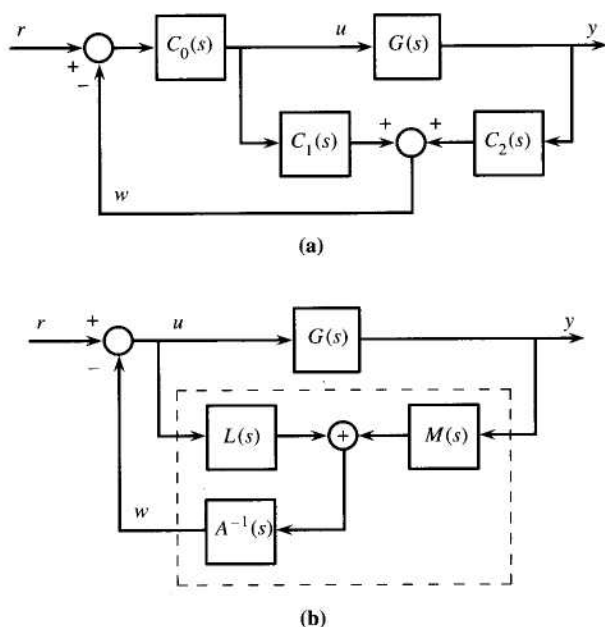 r + − C₀(s) u G(s) y
C₁(s) + + C₂(s)
w
(a)
r + − u G(s) y
L(s) + M(s)
w A⁻¹(s)
(b)